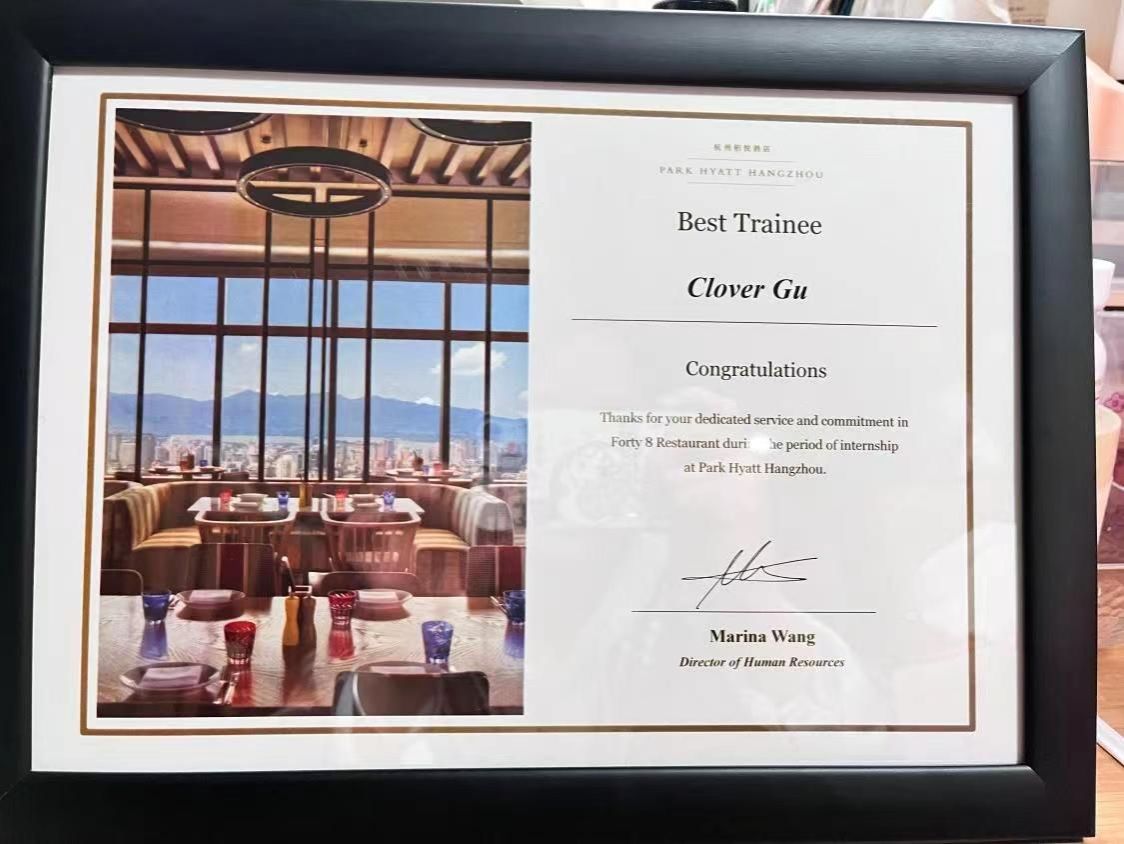 杭州柏悦酒店
PARK HYATT HANGZHOU
Best Trainee
Clover Gu
Congratulations
Thanks for your dedicated service and commitment in
Forty 8 Restaurant duri he period of internship
at Park Hyatt Hangzhou.
Marina Wang
Director of Human Resources